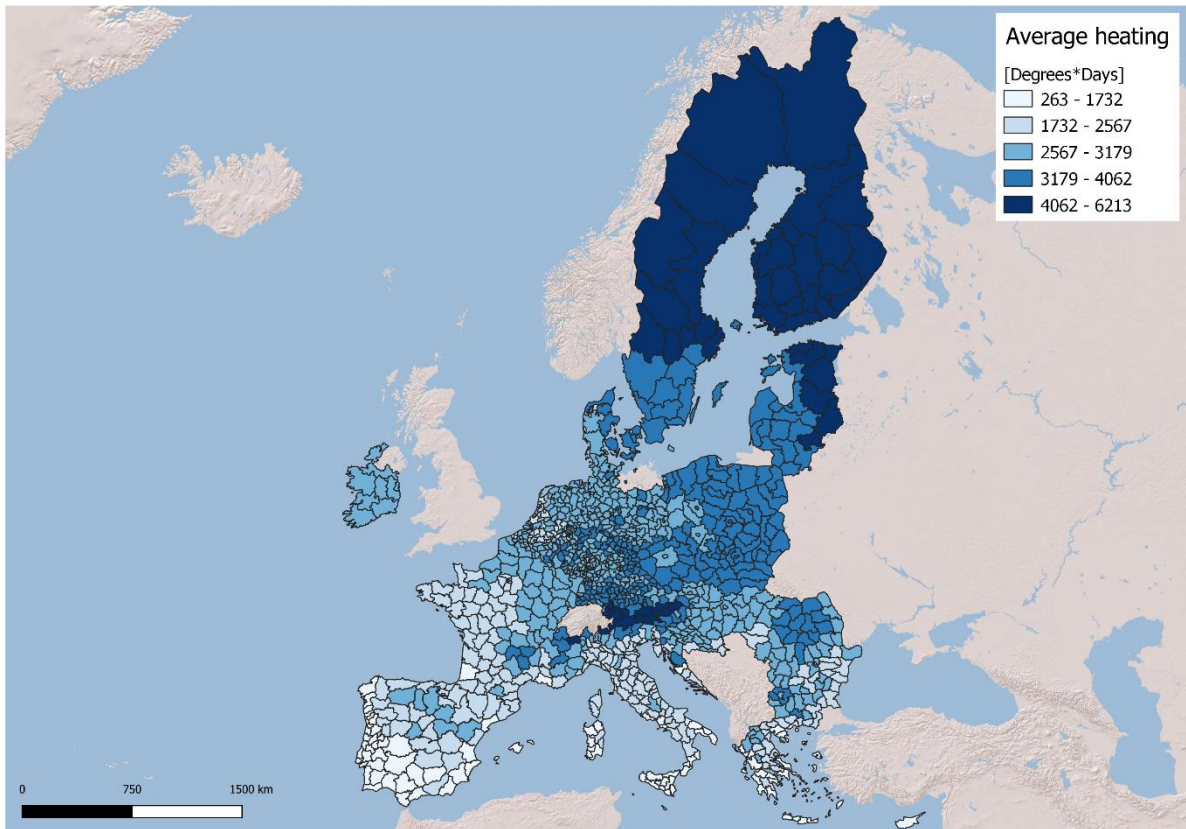 Average heating
[Degrees*Days]
263 - 1732
1732 - 2567
2567 - 3179
3179 - 4062
4062 - 6213
0 750 1500 km